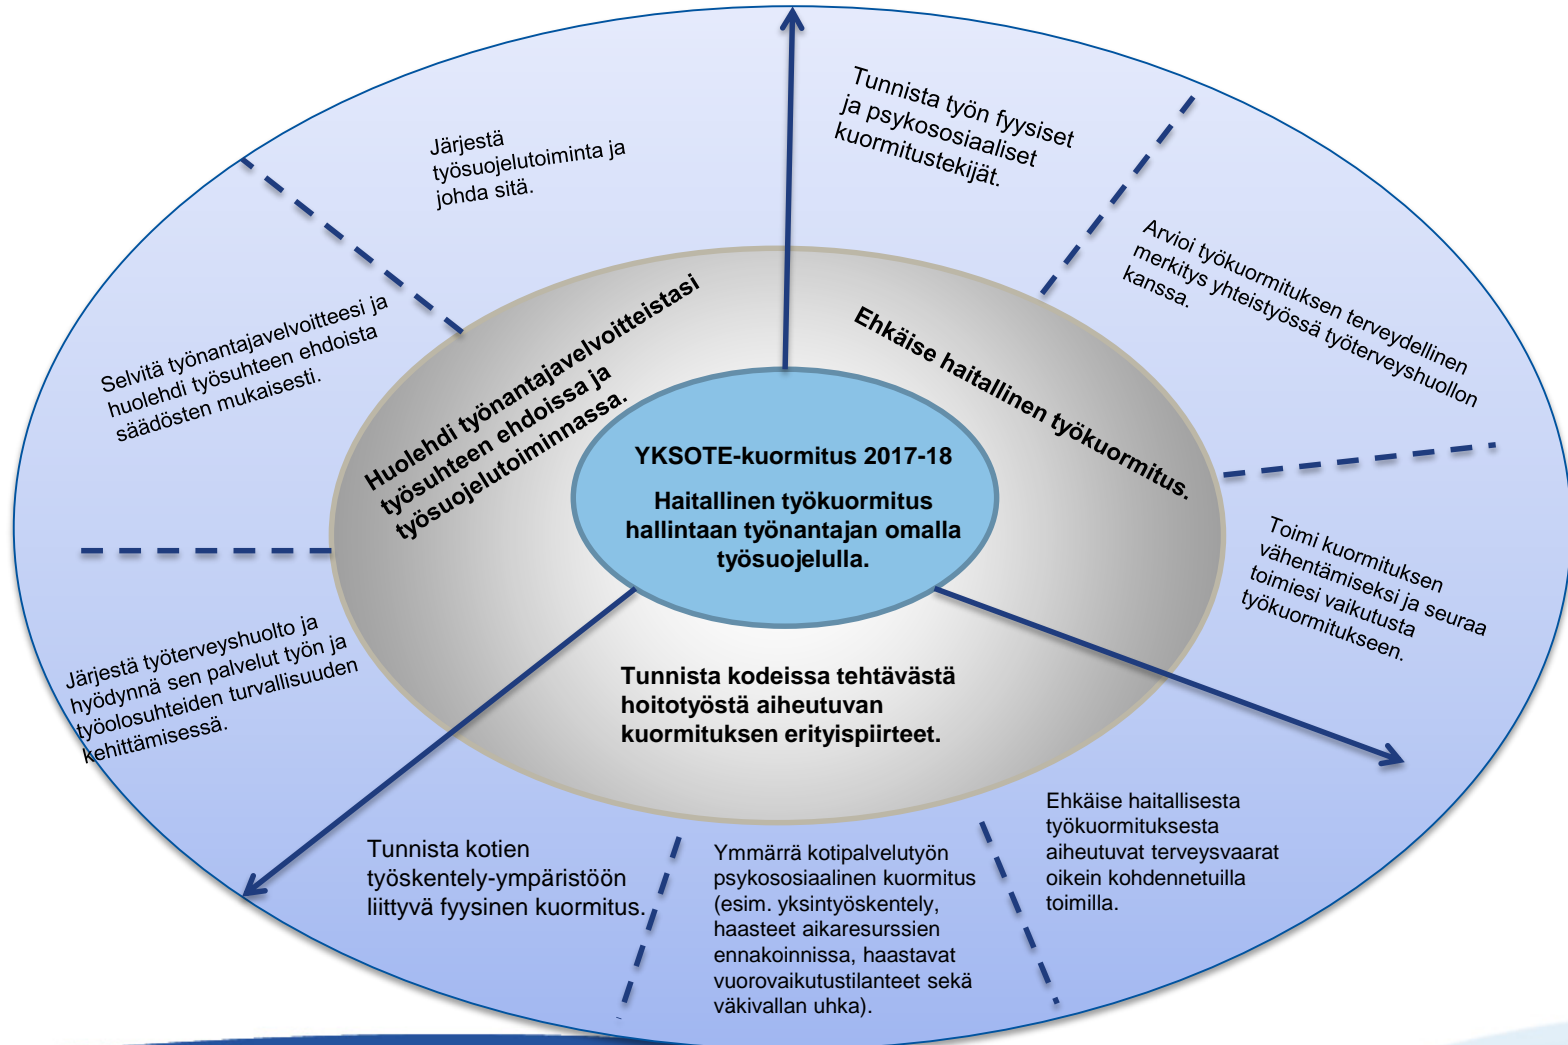 YKSOTE-kuormitus 2017-18
Haitallinen työkuormitus
hallintaan työnantajan omalla
työsuojelulla.
Huolehdi työnantajavelvoitteistasi
työsuhteen ehdoissa ja
työsuojelutoiminnassa.
Ehkäise haitallinen työkuormitus.
Tunnista kodeissa tehtävästä
hoitotyöstä aiheutuvan
kuormituksen erityispiirteet.
Järjestä
työsuojelutoiminta ja
johda sitä.
Selvitä työnantajavelvoitteesi ja
huolehdi työsuhteen ehdoista
säädösten mukaisesti.
Järjestä työterveyshuolto ja
hyödynnä sen palvelut työn ja
työolosuhteiden turvallisuuden
kehittämisessä.
Tunnista työn fyysiset
ja psykososiaaliset
kuormitustekijät.
Arvioi työkuormituksen terveydellinen
merkitys yhteistyössä työterveyshuollon
kanssa.
Toimi kuormituksen
vähentämiseksi ja seuraa
toimiesi vaikutusta
työkuormitukseen.
Tunnista kotien
työskentely-ympäristöön
liittyvä fyysinen kuormitus.
Ymmärrä kotipalvelutyön
psykososiaalinen kuormitus
(esim. yksintyöskentely,
haasteet aikaresurssien
ennakoinnissa, haastavat
vuorovaikutustilanteet sekä
väkivallan uhka).
Ehkäise haitallisesta
työkuormituksesta
aiheutuvat terveysvaarat
oikein kohdennetuilla
toimilla.